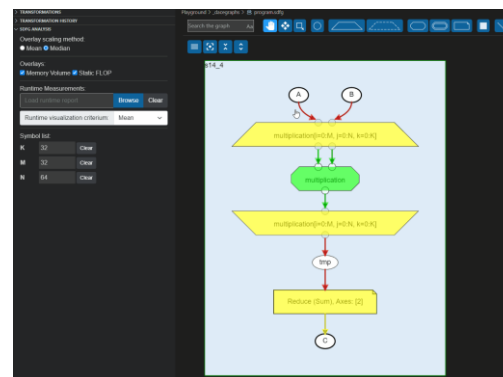 TRANSFORMATIONS
TRANSFORMATION HISTORY
SDFG ANALYSIS
Overlay scaling method:
Mean Median
Overlays:
Memory Volume Static FLOP
Runtime Measurements:
Load runtime report Browse Clear
Runtime visualization criterium: Mean
Symbol list:
K 32 Clear
M 32 Clear
N 64 Clear
Playground > _dacegraphs > program.sdfg
Search the graph Aa
s14_4
A B
multiplication[i=0:M, j=0:N, k=0:K]
multiplication
multiplication[i=0:M, j=0:N, k=0:K]
tmp
Reduce (Sum), Axes: [2]
C